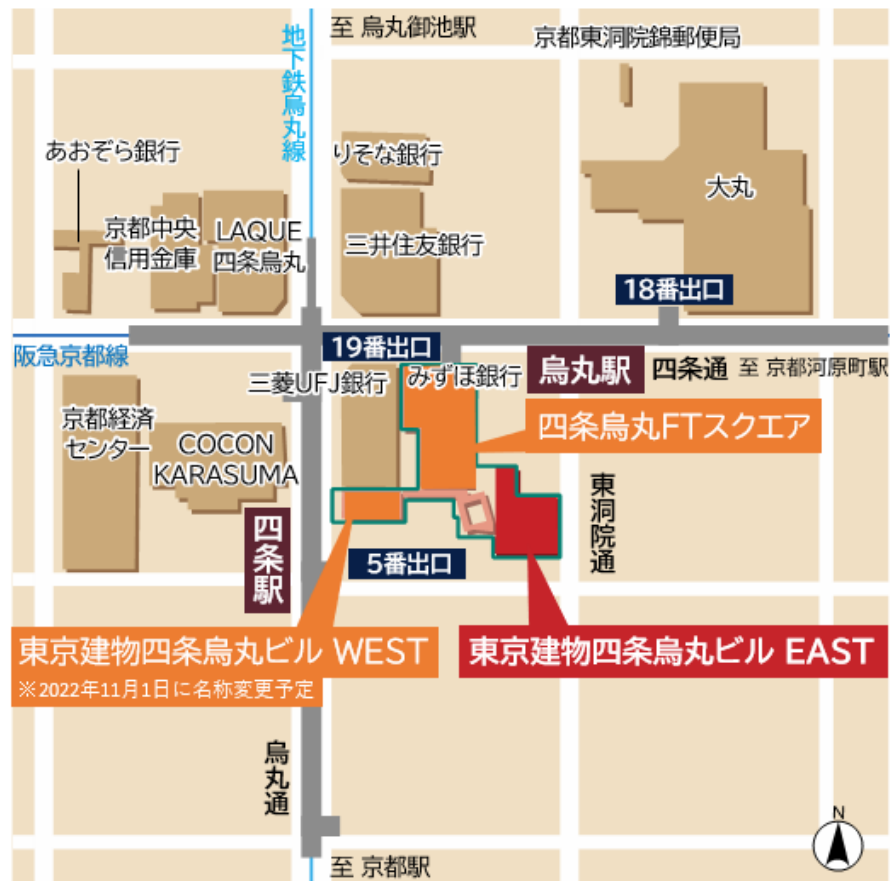 至 烏丸御池駅
京都東洞院錦郵便局
地下鉄烏丸線
あおぞら銀行
りそな銀行
京都中央
信用金庫
LAQUE
四条烏丸
三井住友銀行
大丸
18番出口
阪急京都線
19番出口
三菱UFJ銀行
みずほ銀行
烏丸駅
四条通
至 京都河原町駅
京都経済
センター
COCON
KARASUMA
四条烏丸FTスクエア
東洞院通
四条駅
5番出口
東京建物四条烏丸ビル WEST
※2022年11月1日に名称変更予定
東京建物四条烏丸ビル EAST
烏丸通
至 京都駅
N